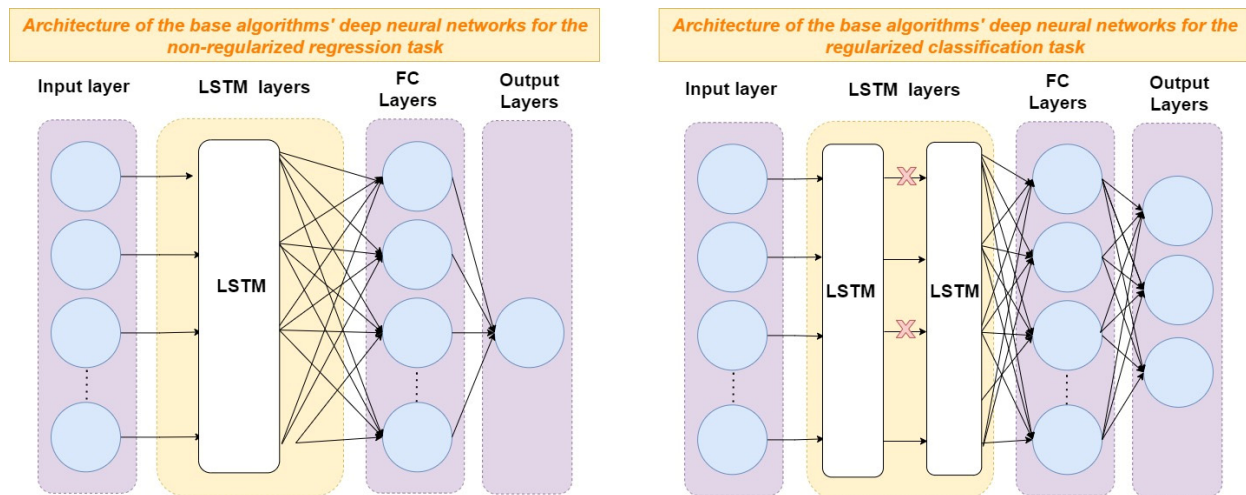 Architecture of the base algorithms' deep neural networks for the
non-regularized regression task
Input layer
LSTM layers
FC
Layers
Output
Layers
LSTM
Architecture of the base algorithms' deep neural networks for the
regularized classification task
Input layer
LSTM layers
FC
Layers
Output
Layers
X
X
LSTM
LSTM